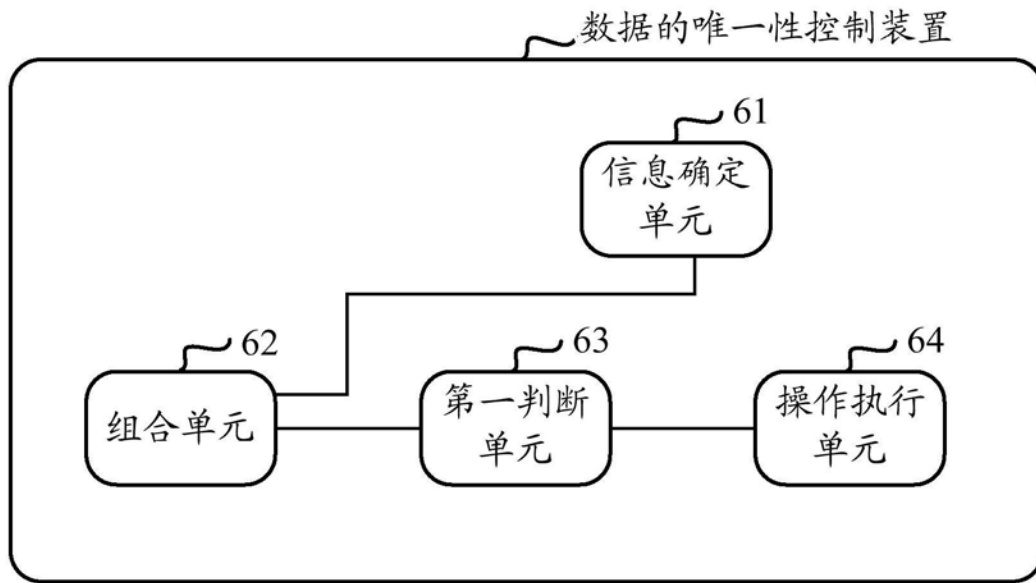 数据的唯一性控制装置
61
信息确定
单元
62
组合单元
63
第一判断
单元
64
操作执行
单元